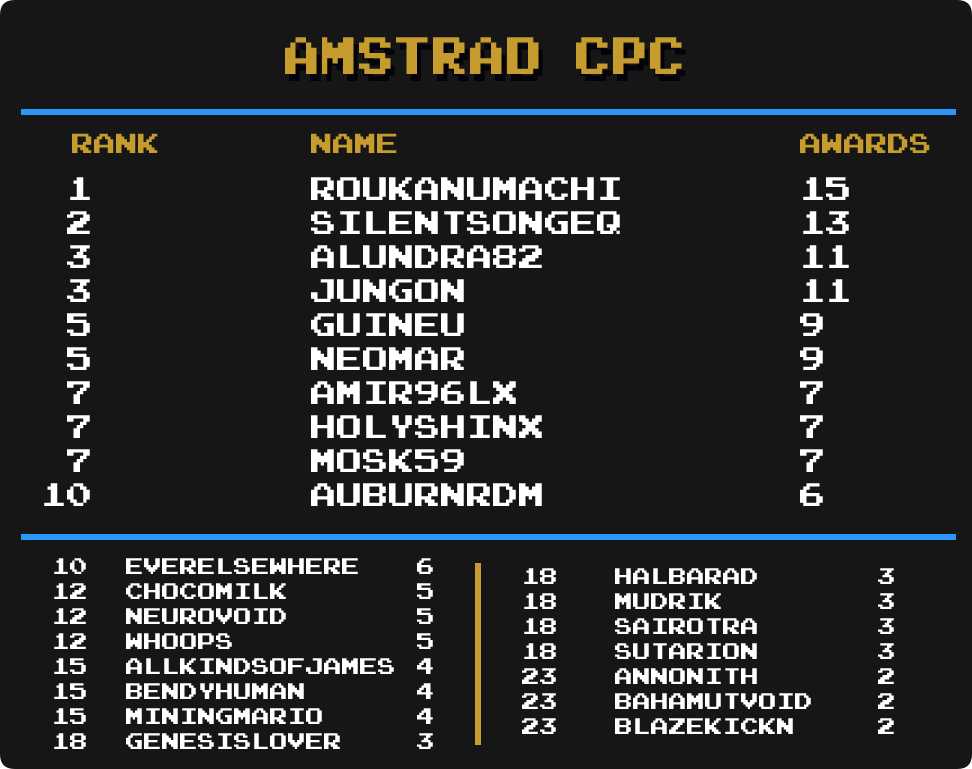 AMSTRAD CPC
RANK NAME AWARDS
1 ROUKANUMACHI 15
2 SILENTSONGEQ 13
3 ALUNDRA82 11
3 JUNGON 11
5 GUINEU 9
5 NEOMAR 9
7 AMIR96LX 7
7 HOLYSHINX 7
7 MOSK59 7
10 AUBURNRDM 6
10 EVERELSEWHERE 6
12 CHOCOMILK 5
12 NEUROVOID 5
12 WHOOPS 5
15 ALLKINDSOFJAMES 4
15 BENDYHUMAN 4
15 MININGMARIO 4
18 GENESISLOVER 3
18 HALBARAD 3
18 MUDRIK 3
18 SAIROTRA 3
18 SUTARION 3
23 ANNONITH 2
23 BAHAMUTVOID 2
23 BLAZEKICKN 2